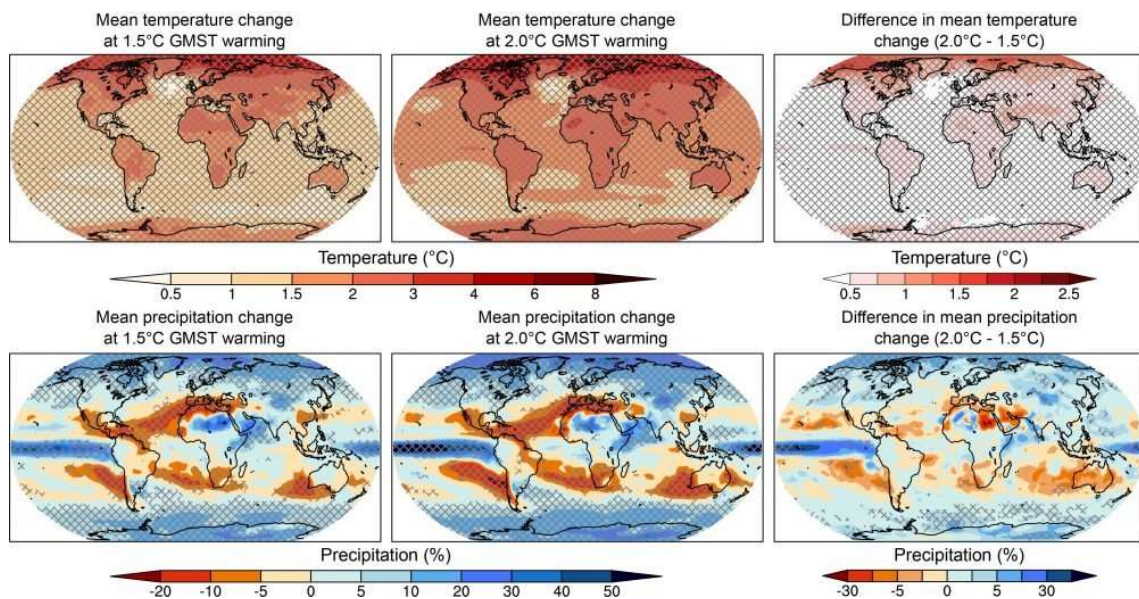 Mean temperature change
at 1.5°C GMST warming
Mean temperature change
at 2.0°C GMST warming
Difference in mean temperature
change (2.0°C - 1.5°C)
Temperature (°C)
0.5 1 1.5 2 3 4 6 8
Temperature (°C)
0.5 1 1.5 2 2.5
Mean precipitation change
at 1.5°C GMST warming
Mean precipitation change
at 2.0°C GMST warming
Difference in mean precipitation
change (2.0°C - 1.5°C)
Precipitation (%)
-20 -10 -5 0 5 10 20 30 40 50
Precipitation (%)
-30 -5 0 5 30